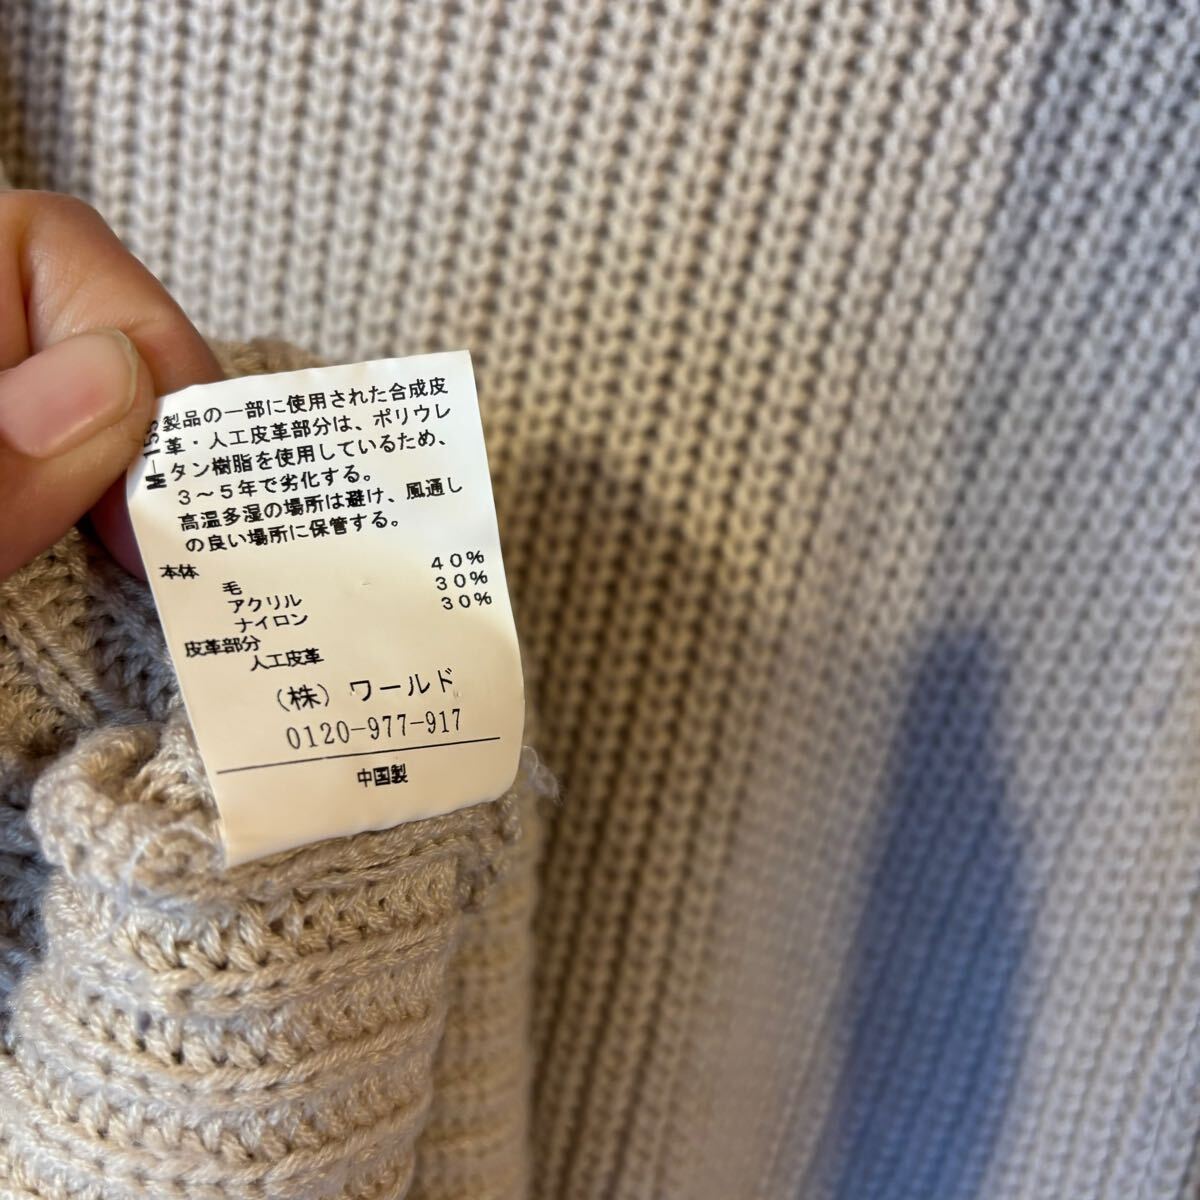 製品の一部に使用された合成皮
革・人工皮革部分は、ポリウレ
タン樹脂を使用しているため、
3～5年で劣化する。
高温多湿の場所は避け、風通し
の良い場所に保管する。
本体
毛 40%
アクリル 30%
ナイロン 30%
皮革部分
人工皮革
(株) ワールド
0120-977-917
中国製